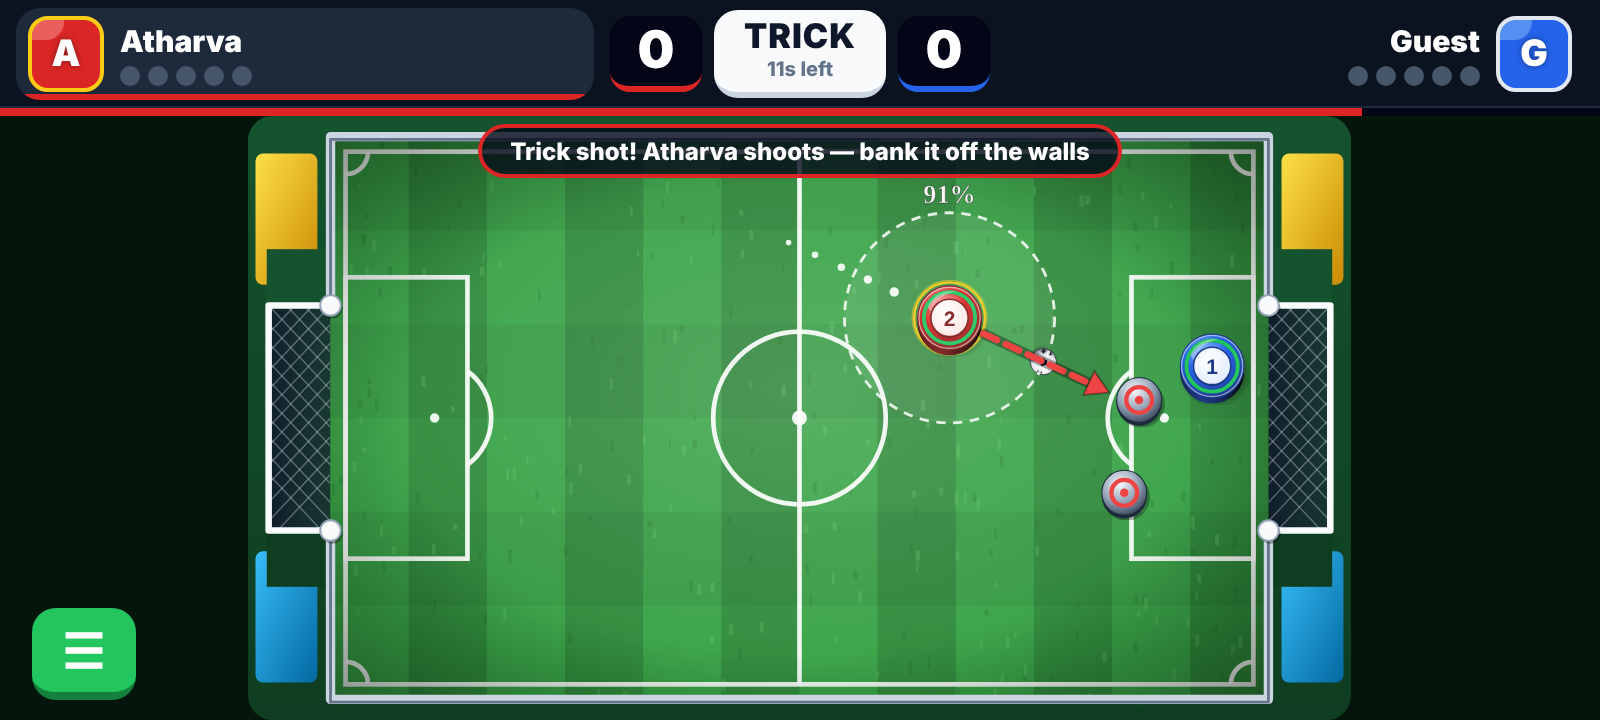 A
Atharva
0
TRICK
11s left
0
Guest
G
Trick shot! Atharva shoots — bank it off the walls
91%
2
1